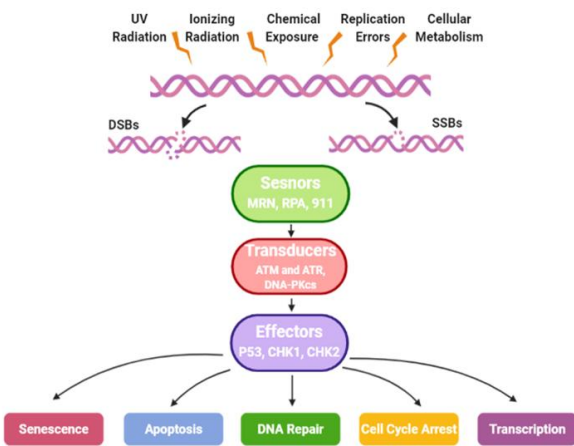 UV
Radiation
Ionizing
Radiation
Chemical
Exposure
Replication
Errors
Cellular
Metabolism
DSBs
SSBs
Sesnors
MRN, RPA, 911
Transducers
ATM and ATR,
DNA-PKcs
Effectors
P53, CHK1, CHK2
Senescence
Apoptosis
DNA Repair
Cell Cycle Arrest
Transcription